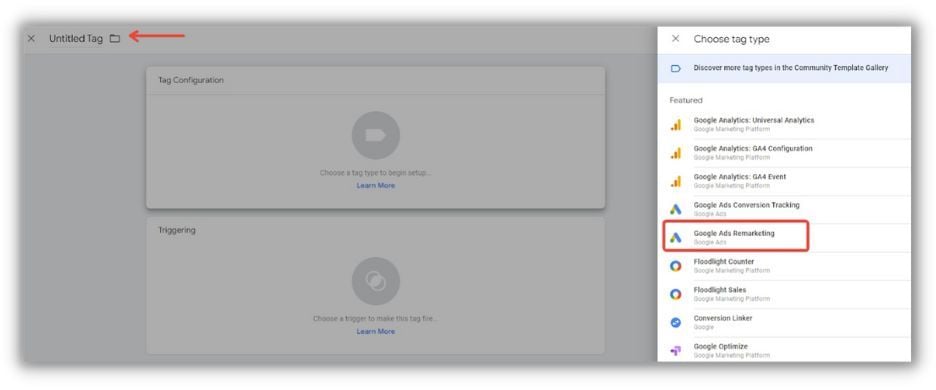 Untitled Tag
Tag Configuration
Choose a tag type to begin setup...
Learn More
Triggering
Choose a trigger to make this tag fire...
Learn More
Choose tag type
Discover more tag types in the Community Template Gallery
Featured
Google Analytics: Universal Analytics
Google Marketing Platform
Google Analytics: GA4 Configuration
Google Marketing Platform
Google Analytics: GA4 Event
Google Marketing Platform
Google Ads Conversion Tracking
Google Ads
Google Ads Remarketing
Google Ads
Floodlight Counter
Google Marketing Platform
Floodlight Sales
Google Marketing Platform
Conversion Linker
Google
Google Optimize
Google Marketing Platform